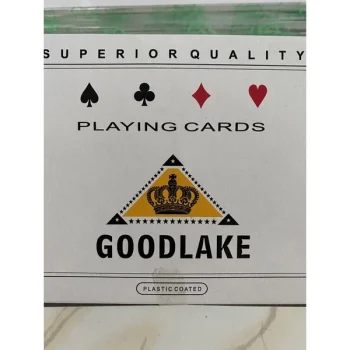 SUPERIOR QUALITY
PLAYING CARDS
GOODLAKE
PLASTIC COATED